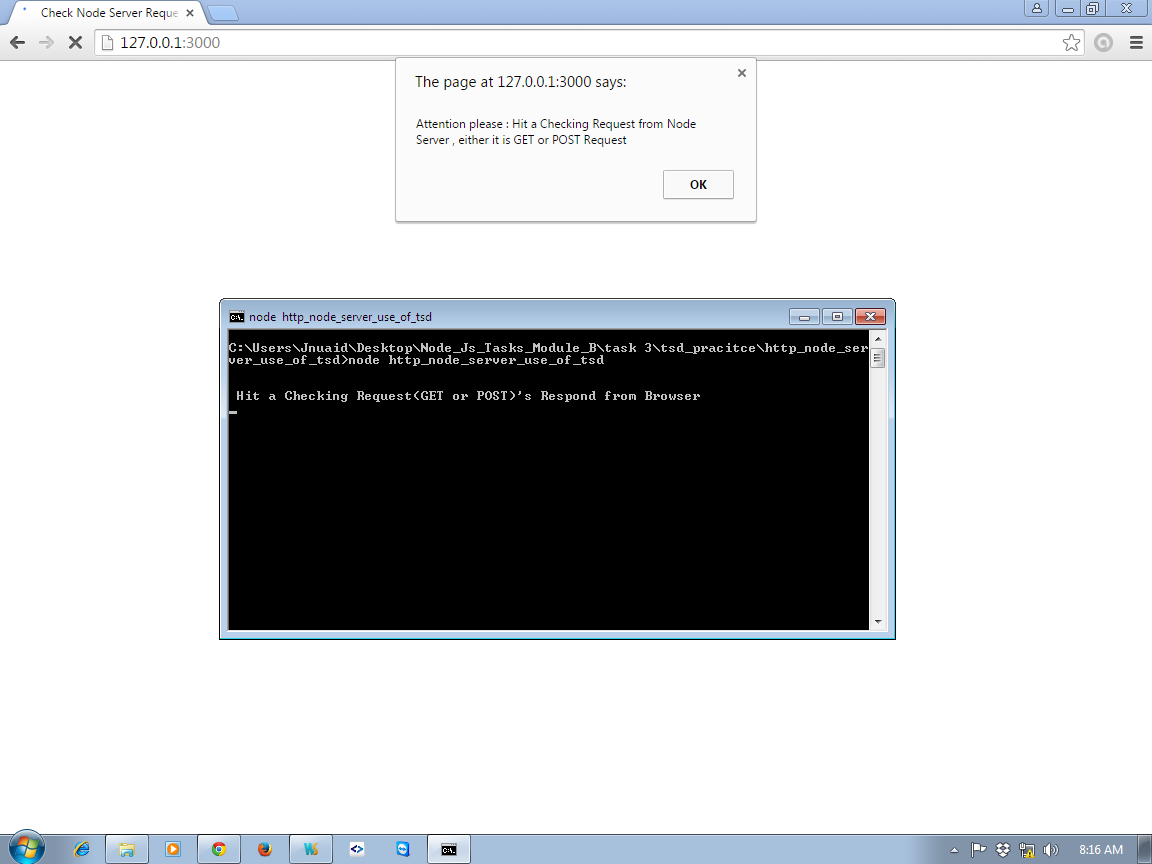 Check Node Server Reque
127.0.0.1:3000
The page at 127.0.0.1:3000 says:
Attention please : Hit a Checking Request from Node
Server , either it is GET or POST Request
OK
node http_node_server_use_of_tsd
C:\Users\Jnuaid\Desktop\Node_Js_Tasks_Module_B\task 3\tsd_pracitce\http_node_ser
ver_use_of_tsd>node http_node_server_use_of_tsd
Hit a Checking Request(GET or POST)'s Respond from Browser
8:16 AM